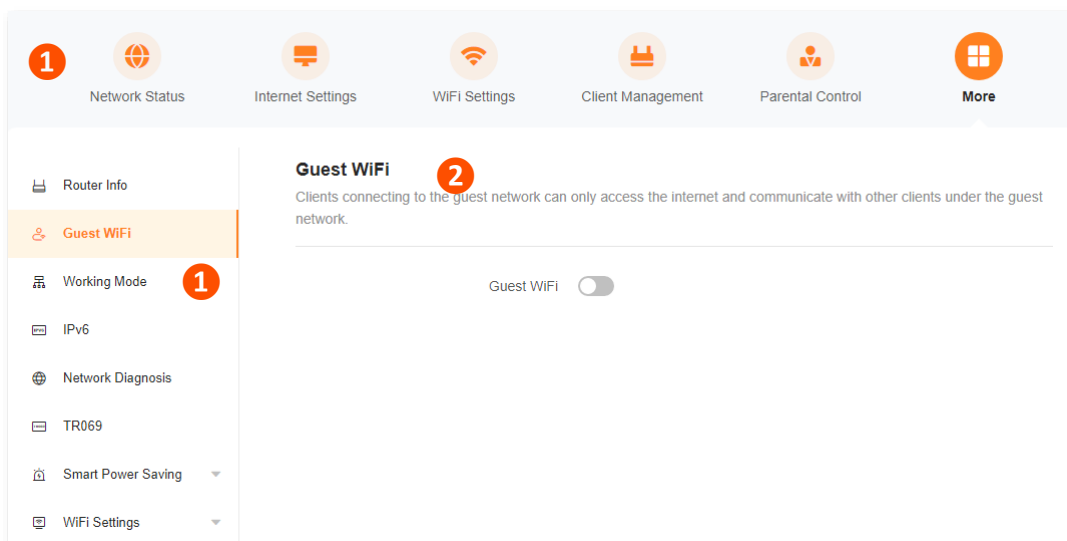 1
Network Status
Internet Settings
WiFi Settings
Client Management
Parental Control
More
Router Info
Guest WiFi
Working Mode
1
IPv6
Network Diagnosis
TR069
Smart Power Saving
WiFi Settings
Guest WiFi
2
Clients connecting to the guest network can only access the internet and communicate with other clients under the guest
network.
Guest WiFi